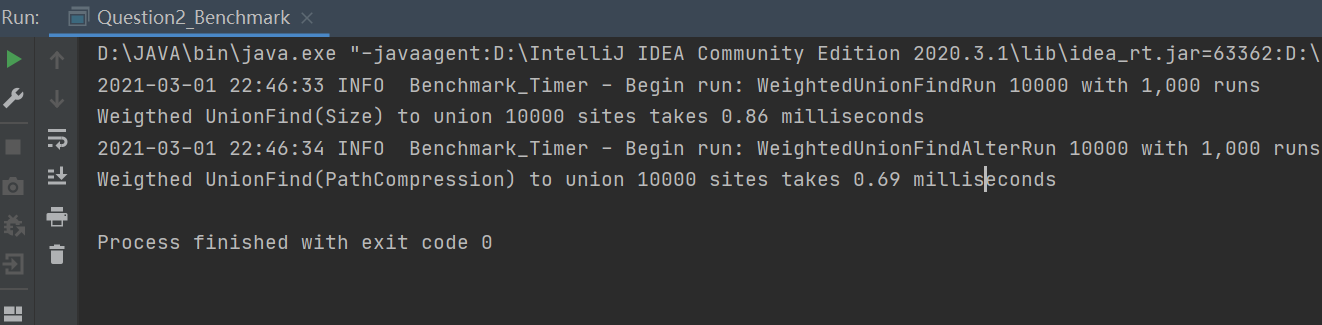 Run: Question2_Benchmark
D:\JAVA\bin\java.exe "-javaagent:D:\IntelliJ IDEA Community Edition 2020.3.1\lib\idea_rt.jar=63362:D:\
2021-03-01 22:46:33 INFO  Benchmark_Timer - Begin run: WeightedUnionFindRun 10000 with 1,000 runs
Weigthed UnionFind(Size) to union 10000 sites takes 0.86 milliseconds
2021-03-01 22:46:34 INFO  Benchmark_Timer - Begin run: WeightedUnionFindAlterRun 10000 with 1,000 runs
Weigthed UnionFind(PathCompression) to union 10000 sites takes 0.69 milliseconds
Process finished with exit code 0